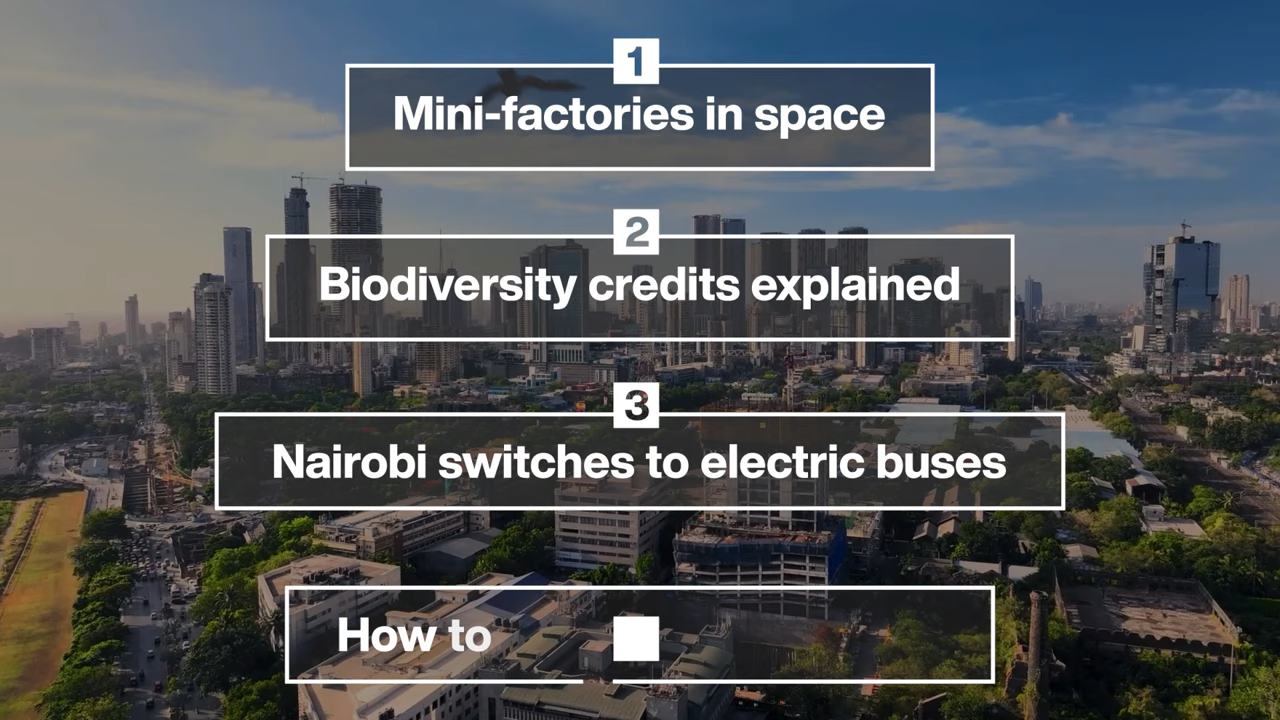 1
Mini-factories in space
2
Biodiversity credits explained
3
Nairobi switches to electric buses
How to